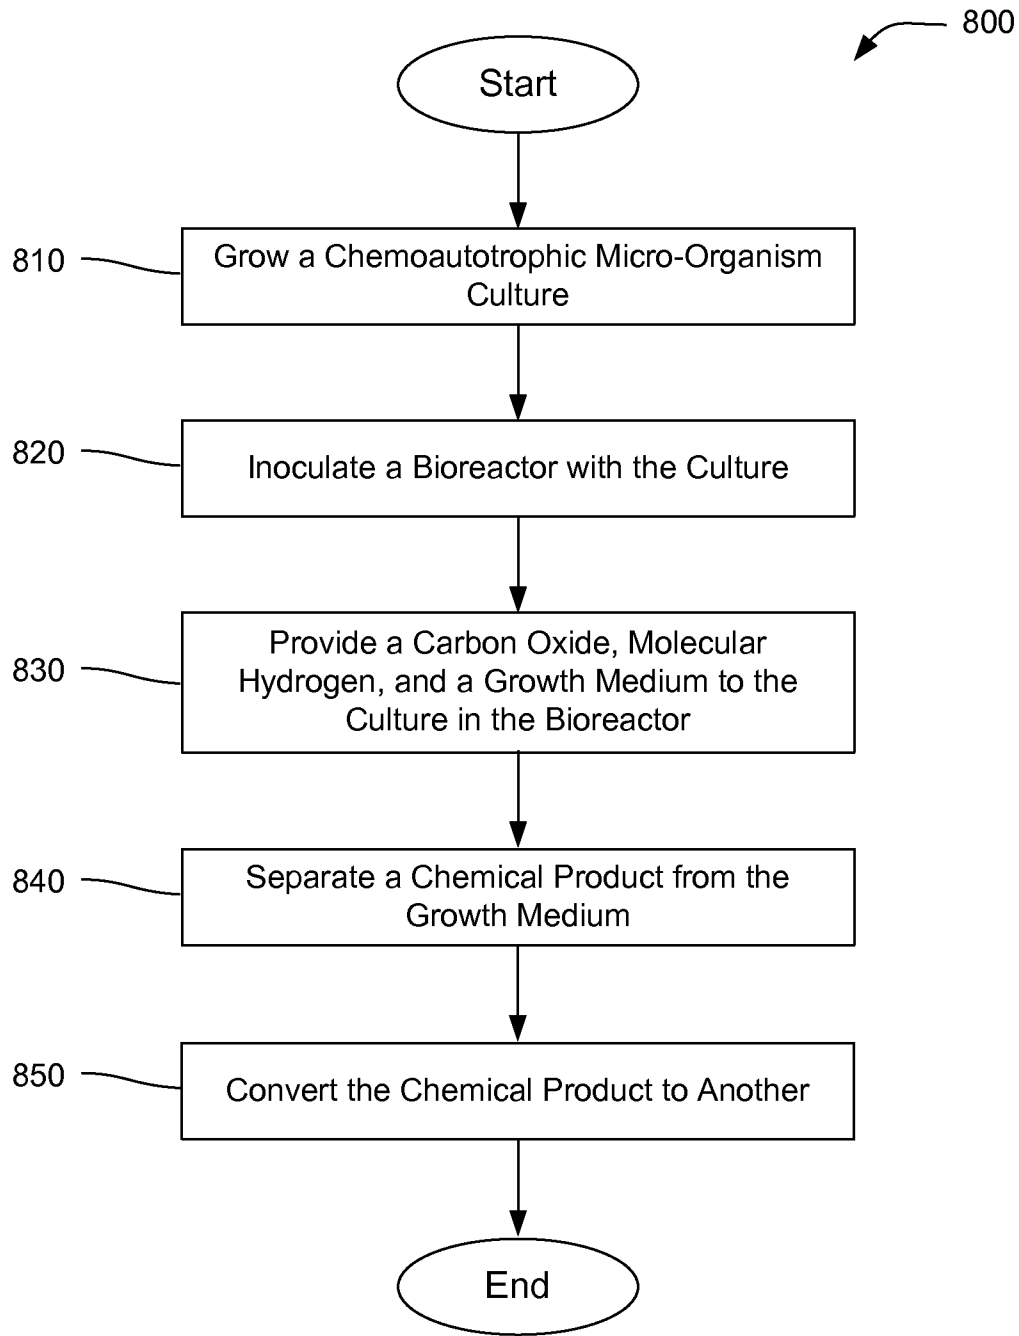 800
Start
810
Grow a Chemoautotrophic Micro-Organism
Culture
820
Inoculate a Bioreactor with the Culture
830
Provide a Carbon Oxide, Molecular
Hydrogen, and a Growth Medium to the
Culture in the Bioreactor
840
Separate a Chemical Product from the
Growth Medium
850
Convert the Chemical Product to Another
End